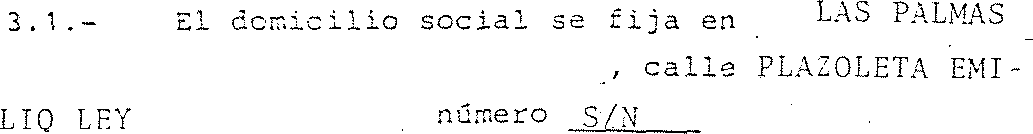 3.1.- El domicilio social se fija en LAS PALMAS
, calle PLAZOLETA EMI-
LIO LEY número S/N